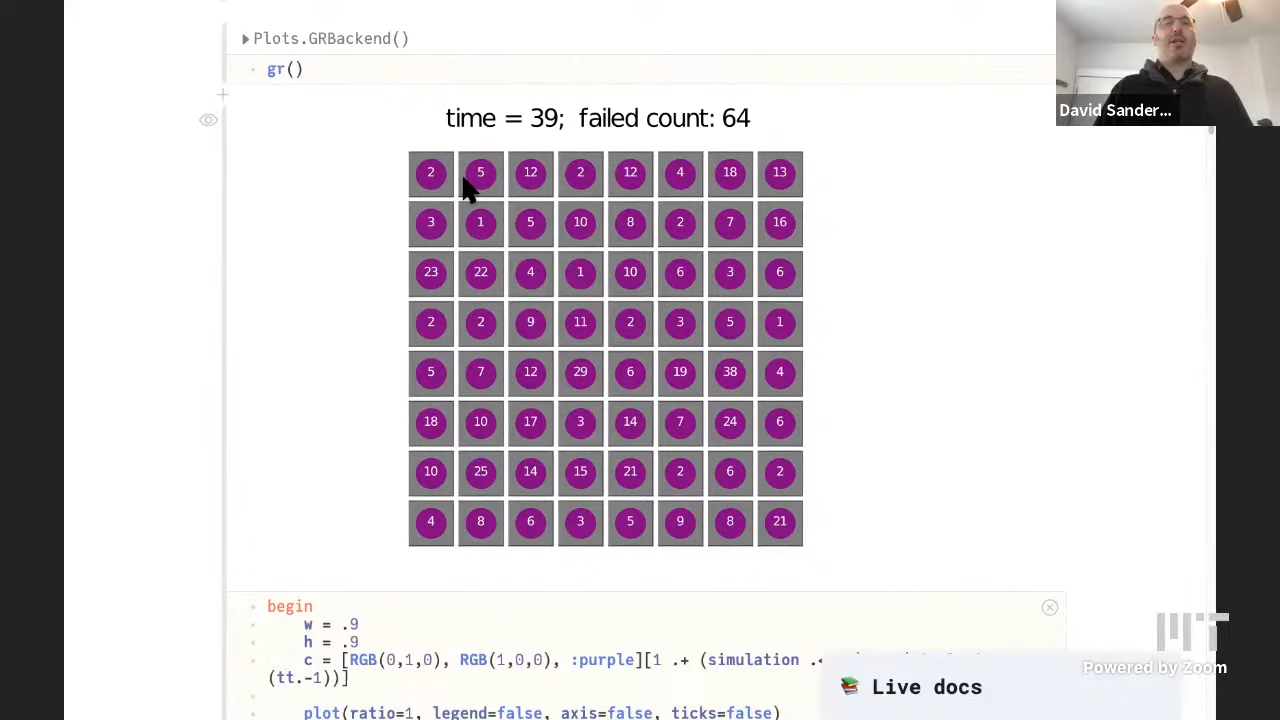 Plots.GRBackend()
gr()
David Sander...
time = 39;  failed count: 64
2 5 12 2 12 4 18 13
3 1 5 10 8 2 7 16
23 22 4 1 10 6 3 6
2 2 9 11 2 3 5 1
5 7 12 29 6 19 38 4
18 10 17 3 14 7 24 6
10 25 14 15 21 2 6 2
4 8 6 3 5 9 8 21
begin
w = .9
h = .9
c = [RGB(0,1,0), RGB(1,0,0), :purple][1 .+ (simulation .<
(tt.-1))]
plot(ratio=1, legend=false, axis=false, ticks=false)
Live docs
MIT
Powered by Zoom